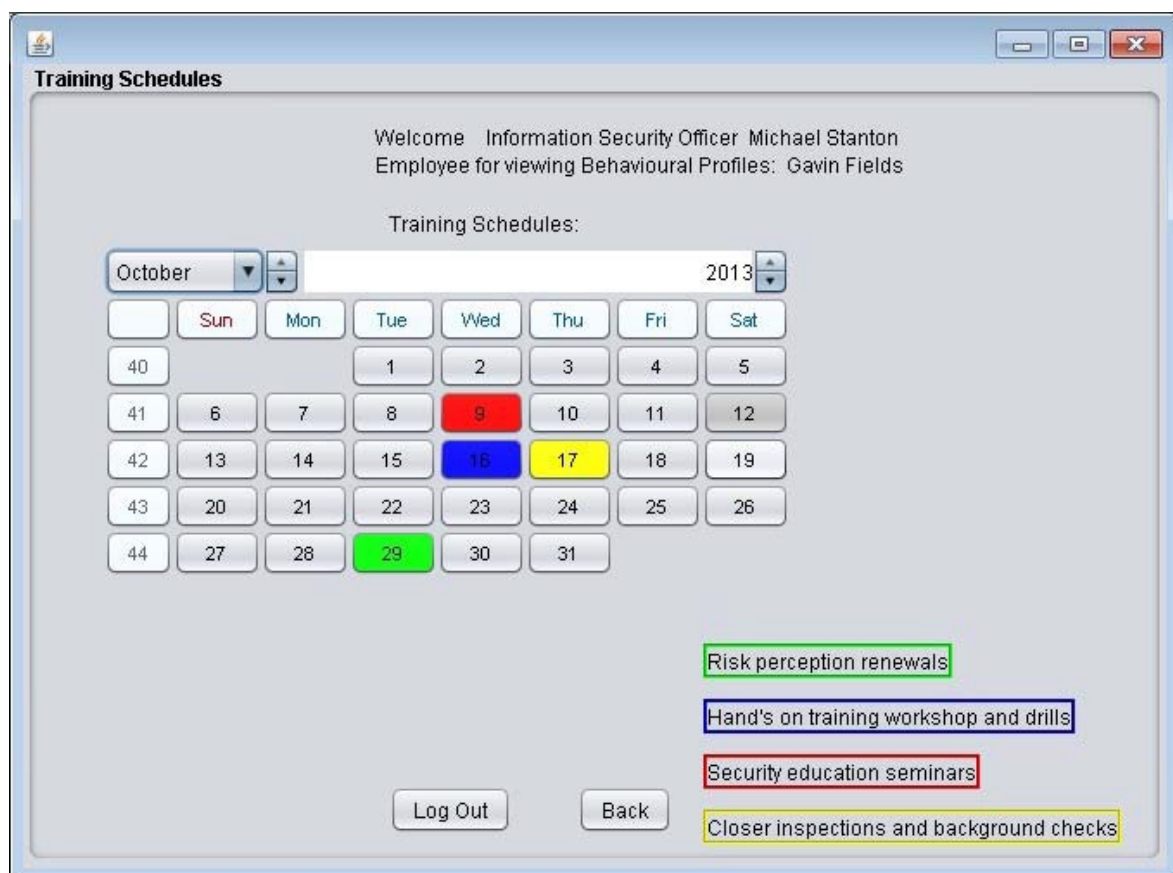 Training Schedules
Welcome Information Security Officer Michael Stanton
Employee for viewing Behavioural Profiles: Gavin Fields
Training Schedules:
October 2013
Sun Mon Tue Wed Thu Fri Sat
40 1 2 3 4 5
41 6 7 8 9 10 11 12
42 13 14 15 16 17 18 19
43 20 21 22 23 24 25 26
44 27 28 29 30 31
Risk perception renewals
Hand's on training workshop and drills
Security education seminars
Log Out Back
Closer inspections and background checks